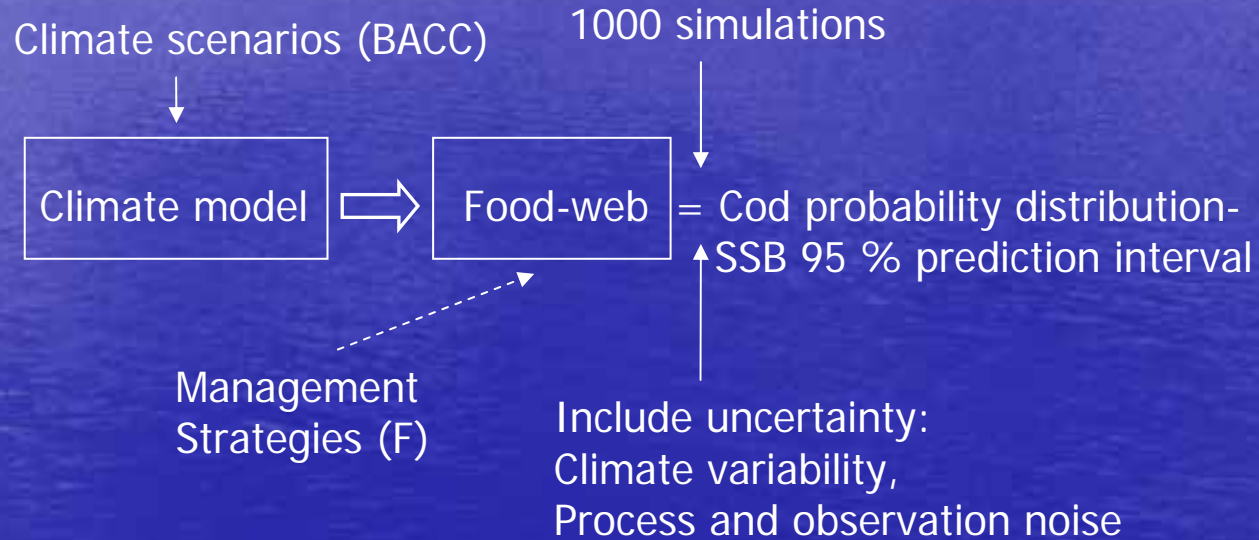 Climate scenarios (BACC)
1000 simulations
Climate model
Food-web
= Cod probability distribution-
SSB 95 % prediction interval
Management
Strategies (F)
Include uncertainty:
Climate variability,
Process and observation noise